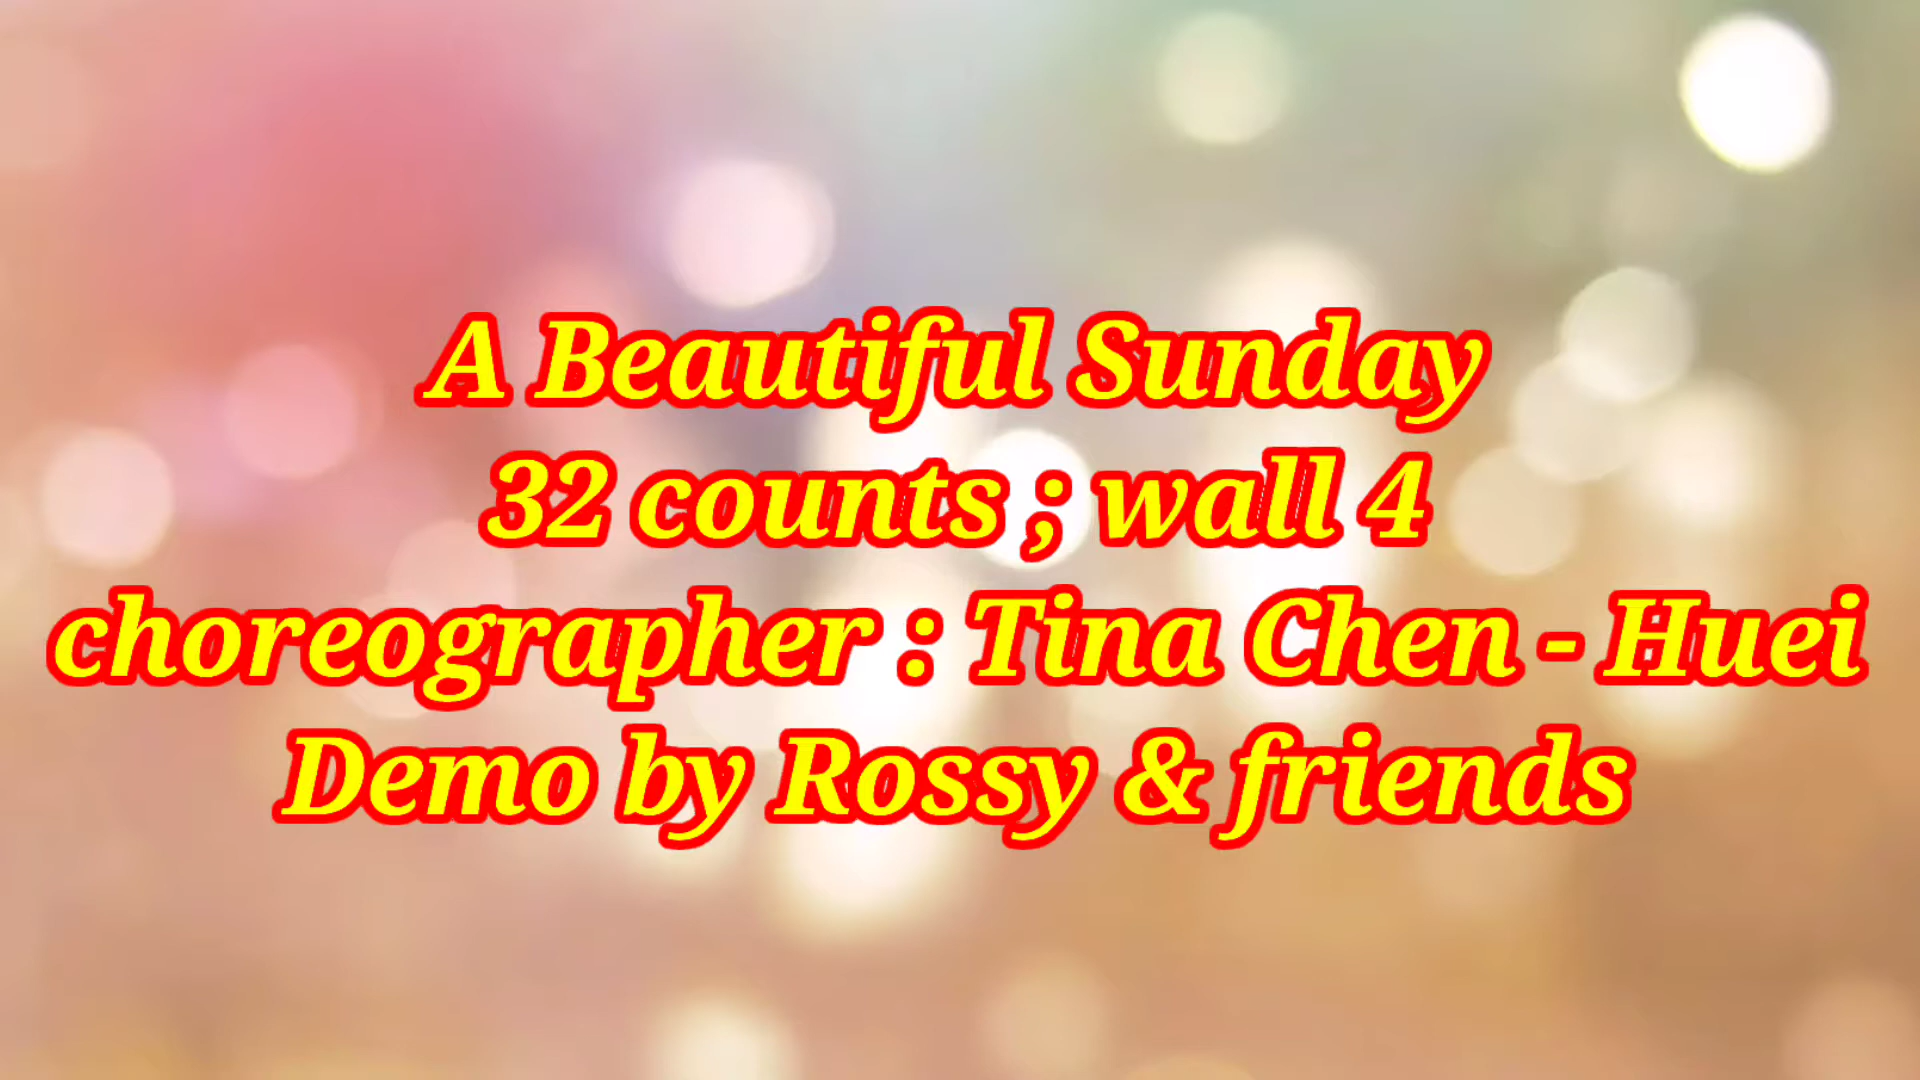 A Beautiful Sunday
32 counts ; wall 4
choreographer : Tina Chen - Huei
Demo by Rossy & friends